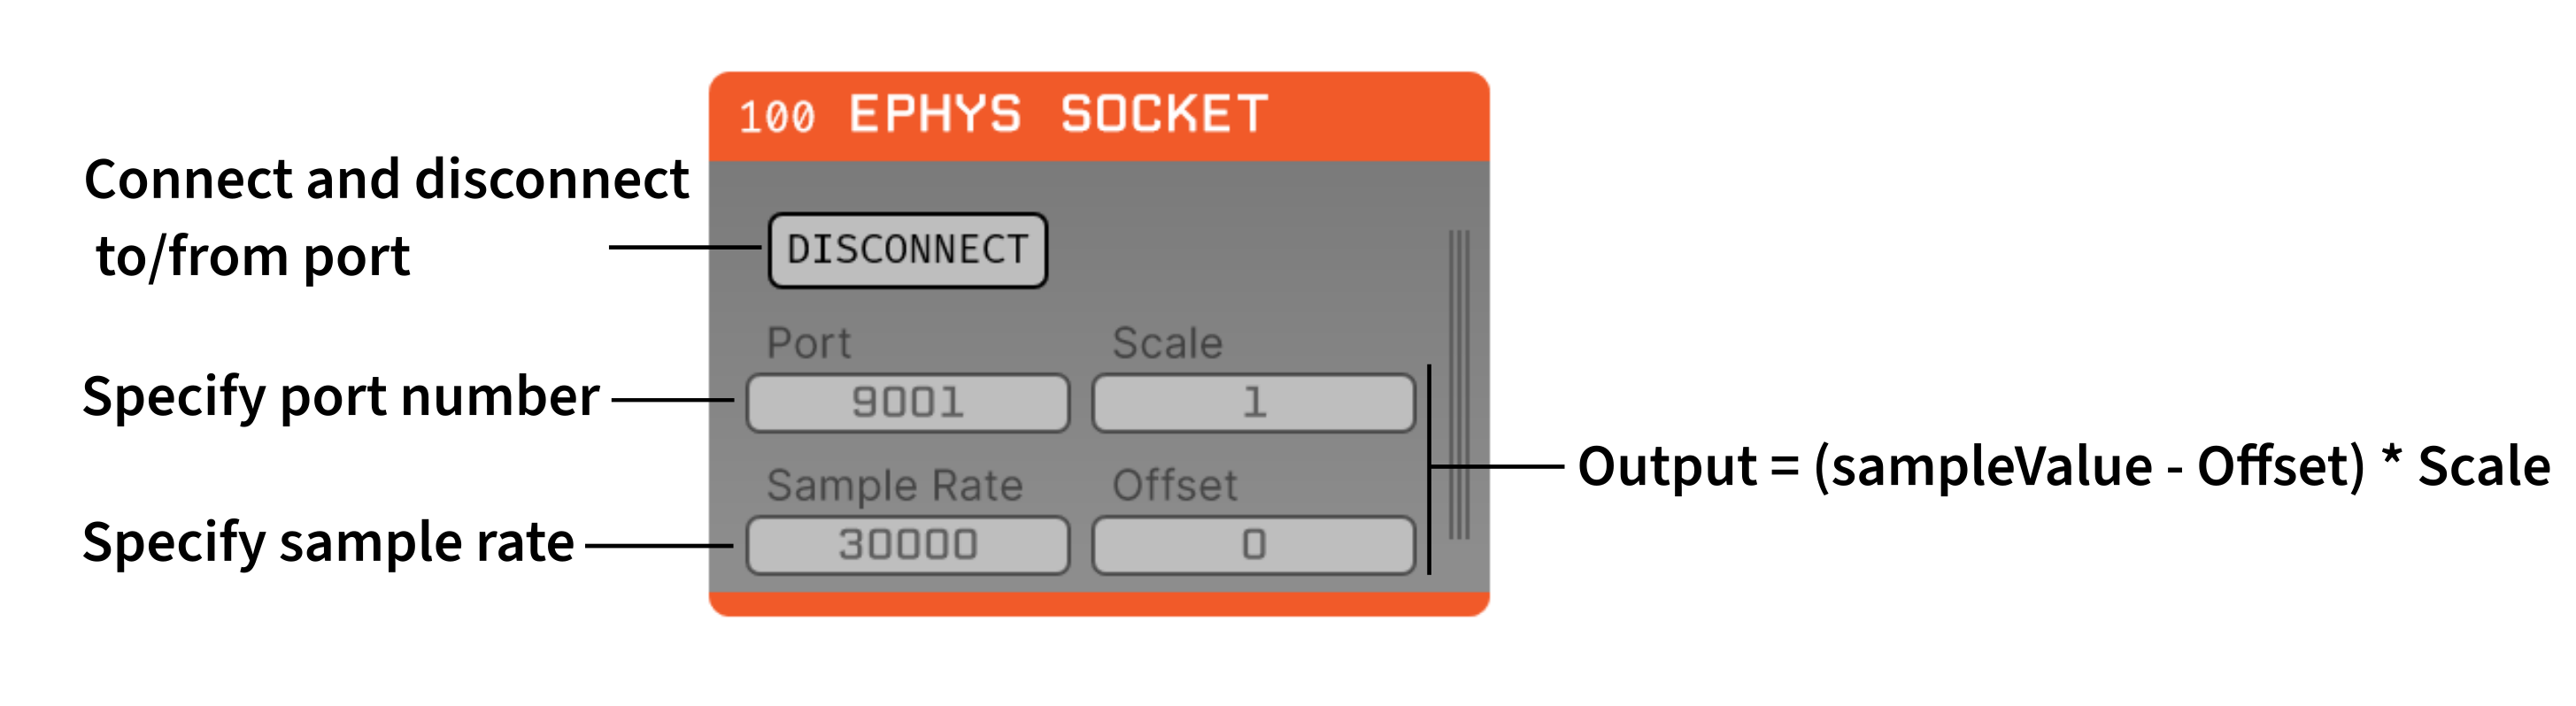 100 EPHYS SOCKET
Connect and disconnect
to/from port
DISCONNECT
Port
Scale
Specify port number
9001
1
Output = (sampleValue - Offset) * Scale
Sample Rate
Offset
Specify sample rate
30000
0